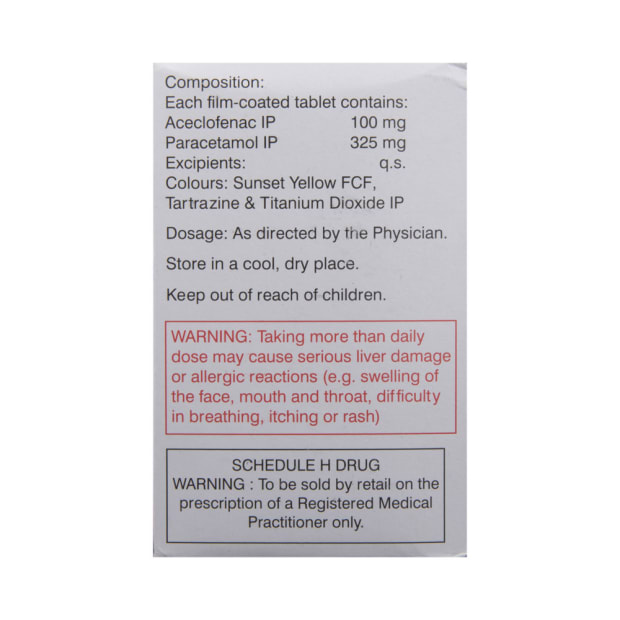 Composition:
Each film-coated tablet contains:
Aceclofenac IP 100 mg
Paracetamol IP 325 mg
Excipients: q.s.
Colours: Sunset Yellow FCF,
Tartrazine & Titanium Dioxide IP
Dosage: As directed by the Physician.
Store in a cool, dry place.
Keep out of reach of children.
WARNING: Taking more than daily
dose may cause serious liver damage
or allergic reactions (e.g. swelling of
the face, mouth and throat, difficulty
in breathing, itching or rash)
SCHEDULE H DRUG
WARNING : To be sold by retail on the
prescription of a Registered Medical
Practitioner only.